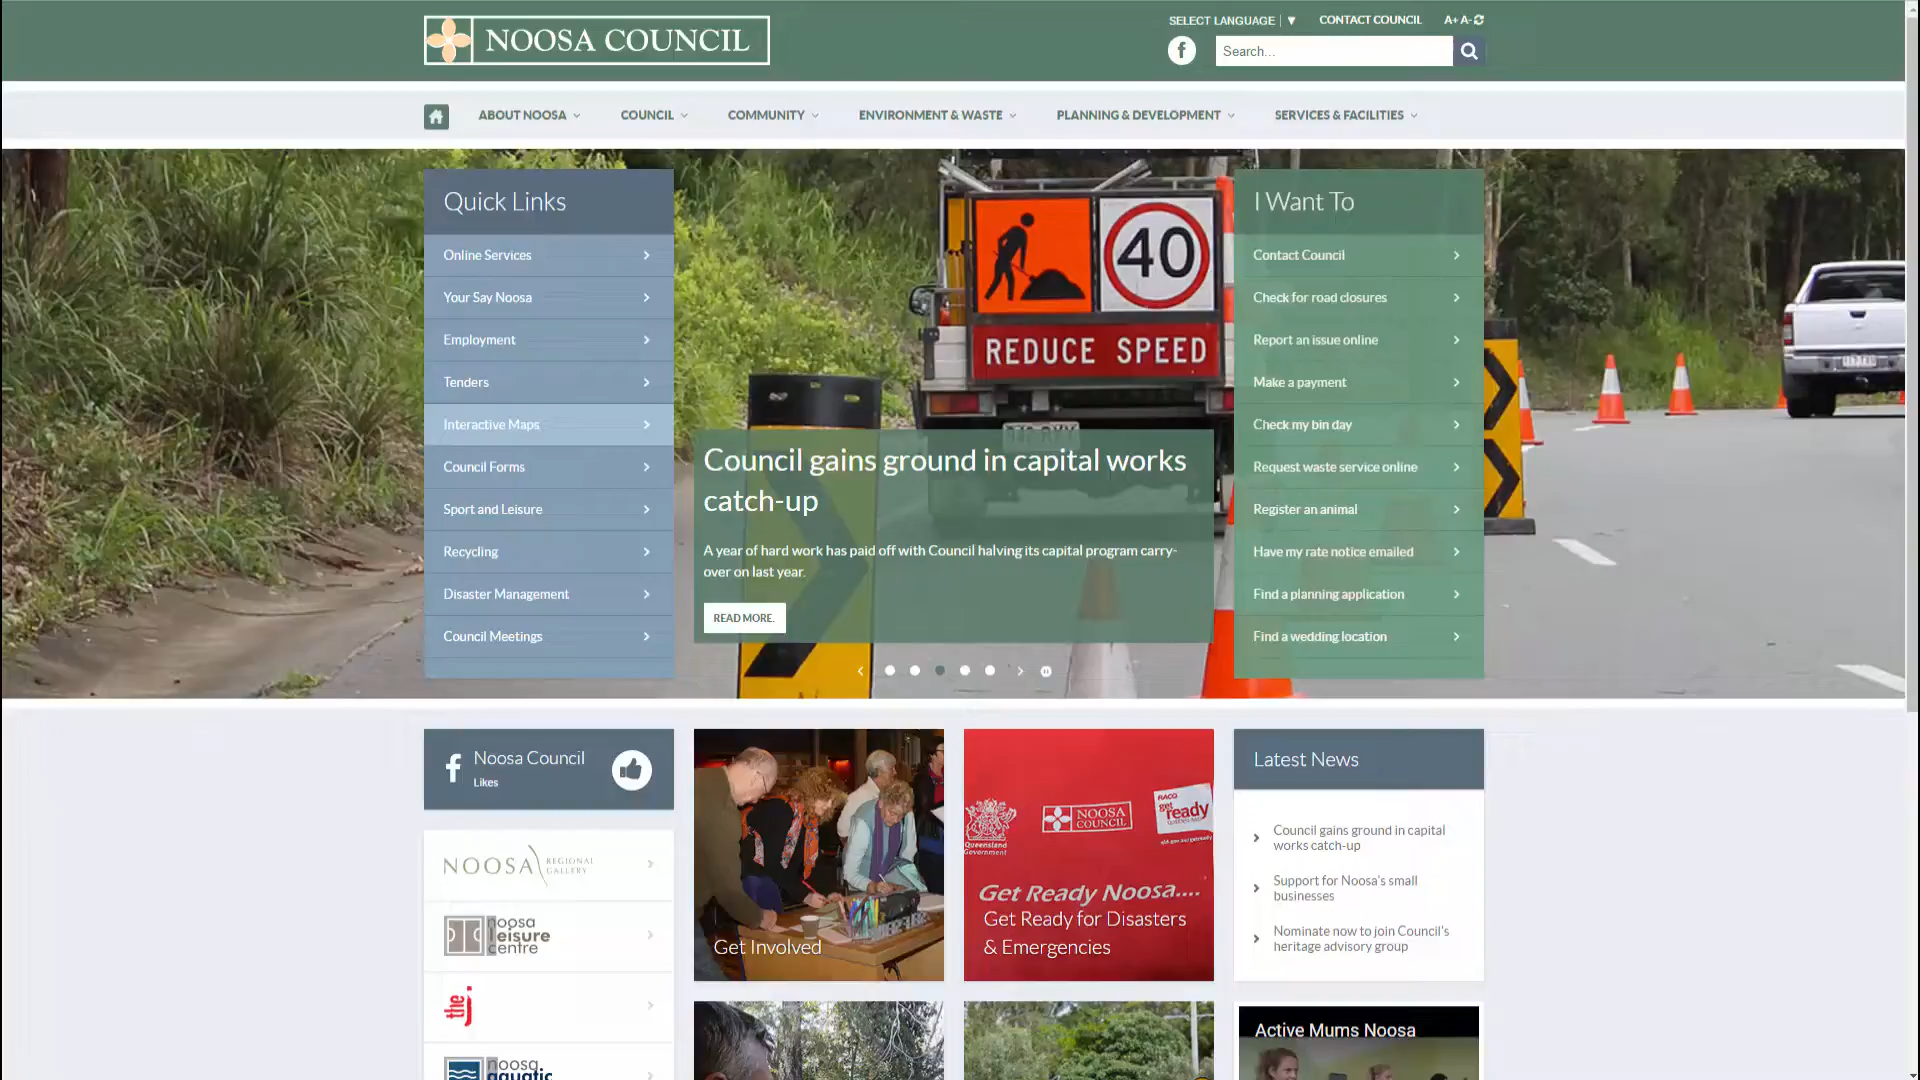 NOOSA COUNCIL
SELECT LANGUAGE ▼
CONTACT COUNCIL
A+ A-
Search...
ABOUT NOOSA
COUNCIL
COMMUNITY
ENVIRONMENT & WASTE
PLANNING & DEVELOPMENT
SERVICES & FACILITIES
Quick Links
Online Services
Your Say Noosa
Employment
Tenders
Interactive Maps
Council Forms
Sport and Leisure
Recycling
Disaster Management
Council Meetings
40
REDUCE SPEED
Council gains ground in capital works
catch-up
A year of hard work has paid off with Council halving its capital program carry-
over on last year.
READ MORE.
I Want To
Contact Council
Check for road closures
Report an issue online
Make a payment
Check my bin day
Request waste service online
Register an animal
Have my rate notice emailed
Find a planning application
Find a wedding location
Noosa Council
Likes
NOOSA REGIONAL
GALLERY
noosa
leisure
centre
the j
noosa
aquatic
Get Involved
Queensland
Government
NOOSA
COUNCIL
RACQ
get
ready
QUEENSLAND
Get Ready Noosa....
Get Ready for Disasters
& Emergencies
Latest News
Council gains ground in capital
works catch-up
Support for Noosa's small
businesses
Nominate now to join Council's
heritage advisory group
Active Mums Noosa